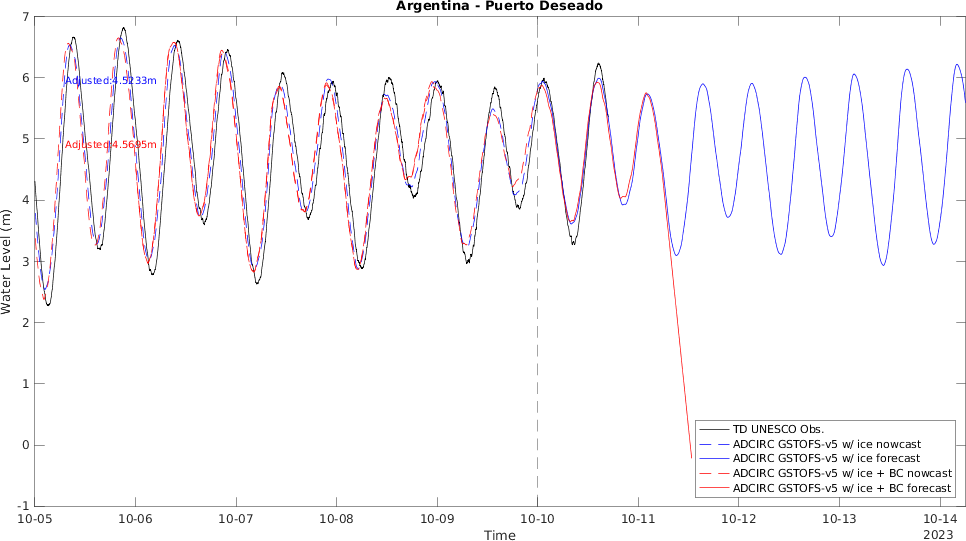 Argentina - Puerto Deseado
7
6
5
4
3
2
1
0
-1
Water Level (m)
Adjusted:4.5233m
Adjusted:4.5695m
TD UNESCO Obs.
ADCIRC GSTOFS-v5 w/ ice nowcast
ADCIRC GSTOFS-v5 w/ ice forecast
ADCIRC GSTOFS-v5 w/ ice + BC nowcast
ADCIRC GSTOFS-v5 w/ ice + BC forecast
10-05 10-06 10-07 10-08 10-09 10-10 10-11 10-12 10-13 10-14
2023
Time